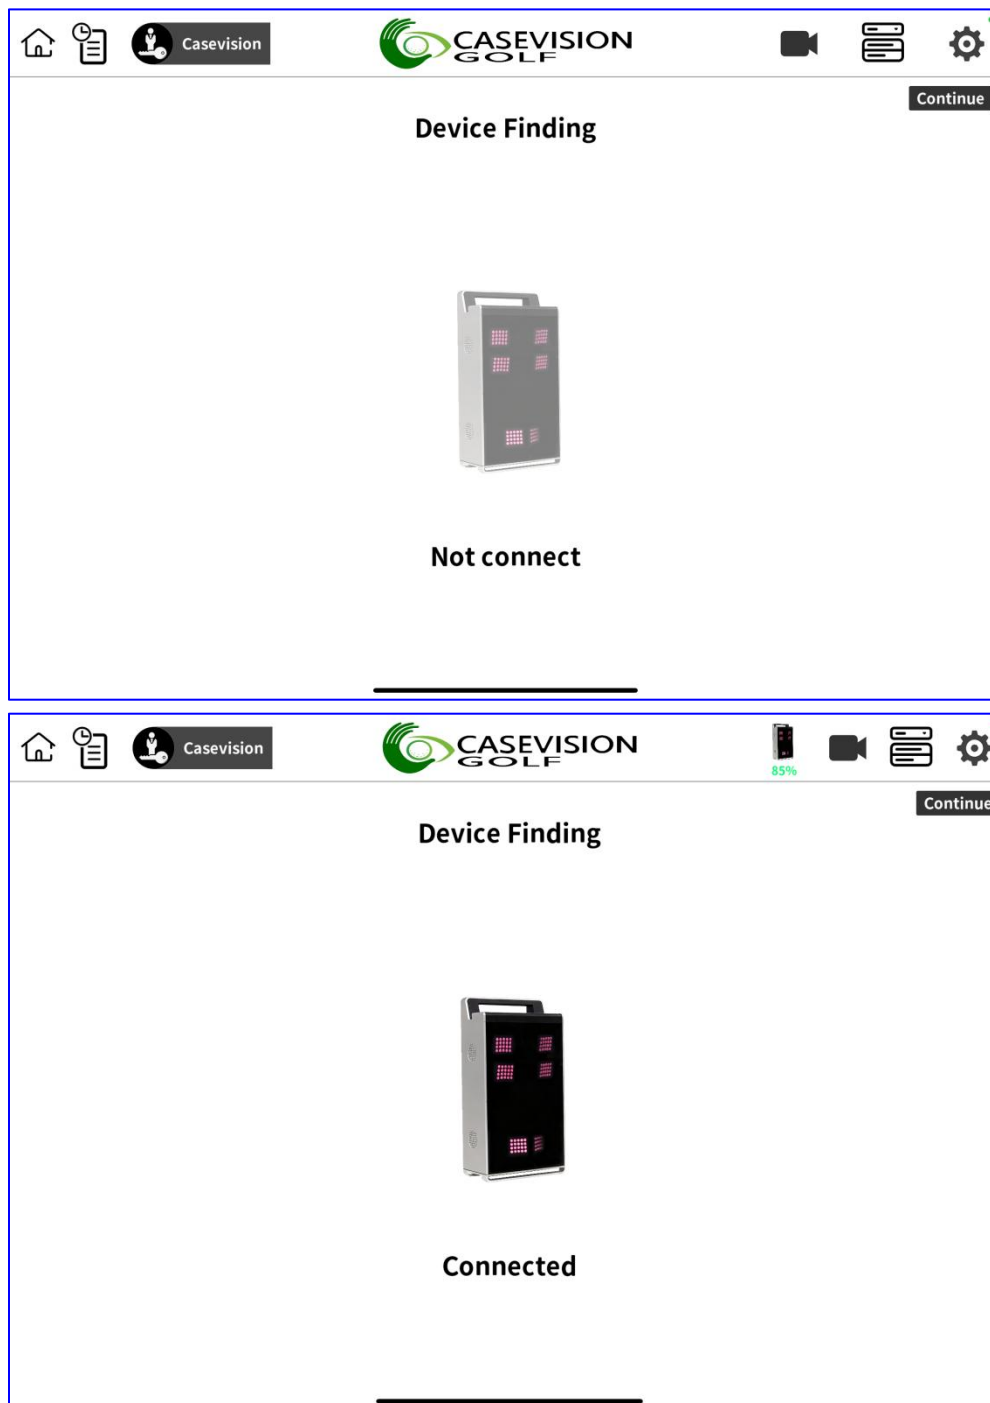 Casevision
CASEVISION
GOLF
Continue
Device Finding
Not connect
Casevision
CASEVISION
GOLF
85%
Continue
Device Finding
Connected